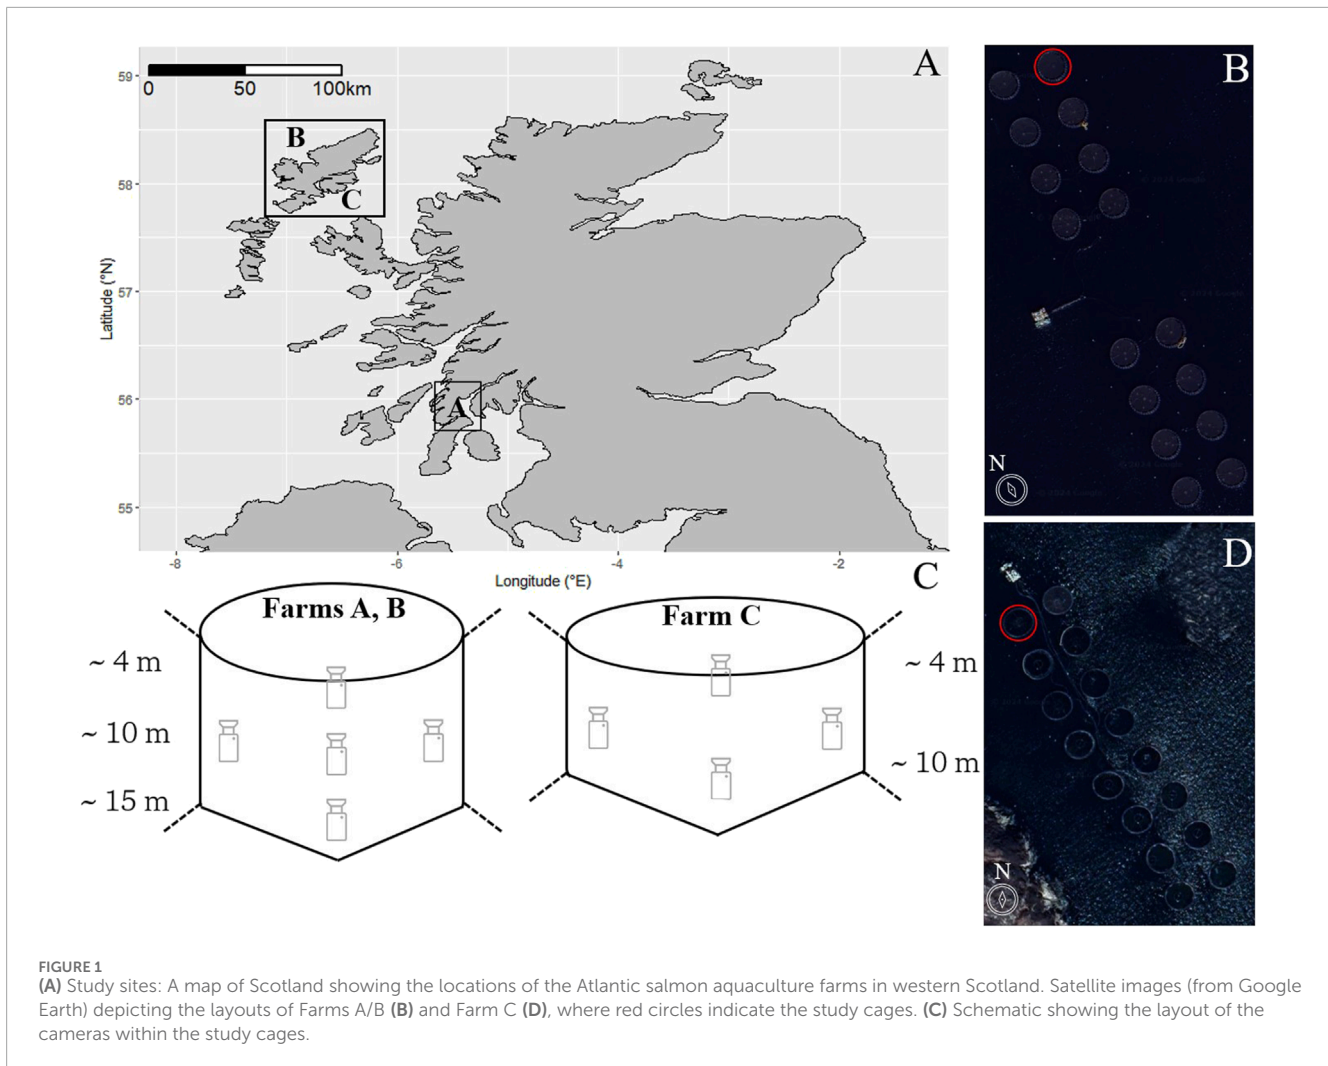 A
0 50 100km
59
58
57
56
55
Latitude (°N)
B
C
A
-8 -6 -4 -2
Longitude (°E)
B
N
C
Farms A, B
~ 4 m
~ 10 m
~ 15 m
Farm C
~ 4 m
~ 10 m
D
N
FIGURE 1
(A) Study sites: A map of Scotland showing the locations of the Atlantic salmon aquaculture farms in western Scotland. Satellite images (from Google
Earth) depicting the layouts of Farms A/B (B) and Farm C (D), where red circles indicate the study cages. (C) Schematic showing the layout of the
cameras within the study cages.